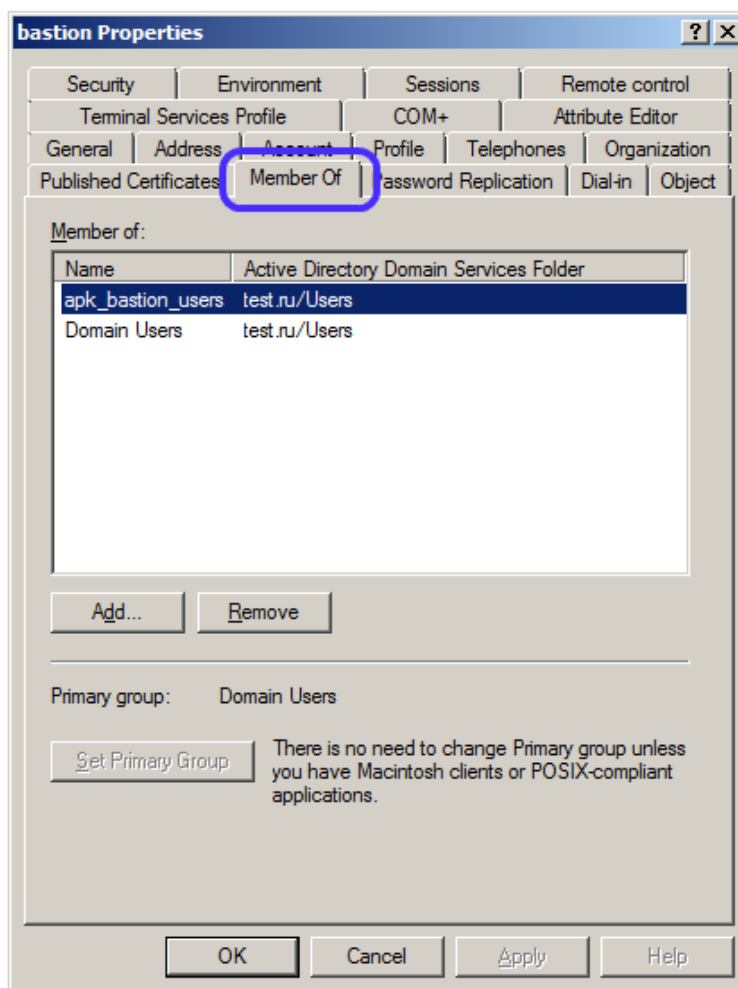 bastion Properties
Security Environment Sessions Remote control
Terminal Services Profile COM+ Attribute Editor
General Address Account Profile Telephones Organization
Published Certificates Member Of Password Replication Dial-in Object
Member of:
Name Active Directory Domain Services Folder
apk_bastion_users test.ru/Users
Domain Users test.ru/Users
Add... Remove
Primary group: Domain Users
Set Primary Group
There is no need to change Primary group unless
you have Macintosh clients or POSIX-compliant
applications.
OK Cancel Apply Help